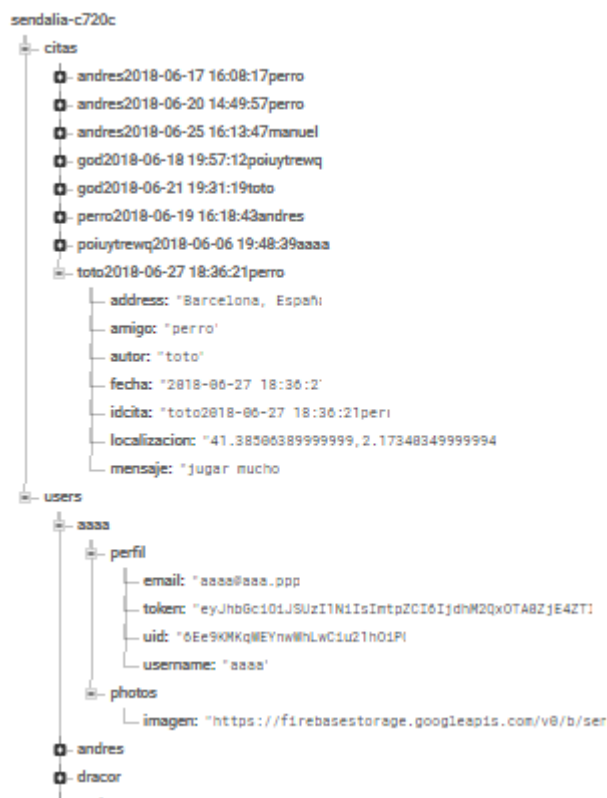 sendalia-c720c
citas
andres2018-06-17 16:08:17perro
andres2018-06-20 14:49:57perro
andres2018-06-25 16:13:47manuel
god2018-06-18 19:57:12poiuytrewq
god2018-06-21 19:31:19toto
perro2018-06-19 16:18:43andres
poiuytrewq2018-06-06 19:48:39aaaa
toto2018-06-27 18:36:21perro
address: "Barcelona, Españ
amigo: "perro"
autor: "toto"
fecha: "2018-06-27 18:36:2
idcita: "toto2018-06-27 18:36:21perr
localizacion: "41.38506389999999,2.17340349999994
mensaje: "jugar mucho
users
aaaa
perfil
email: "aaaa@aaa.ppp
token: "eyJhbGciOiJSUzI1NiIsImtpZCI6IjdhM2QxOTA0ZjE4ZTI
uid: "6Ee9KMKqWEYnwWhLwCiu21hOiP
username: "aaaa"
photos
imagen: "https://firebasestorage.googleapis.com/v0/b/ser
andres
dracor